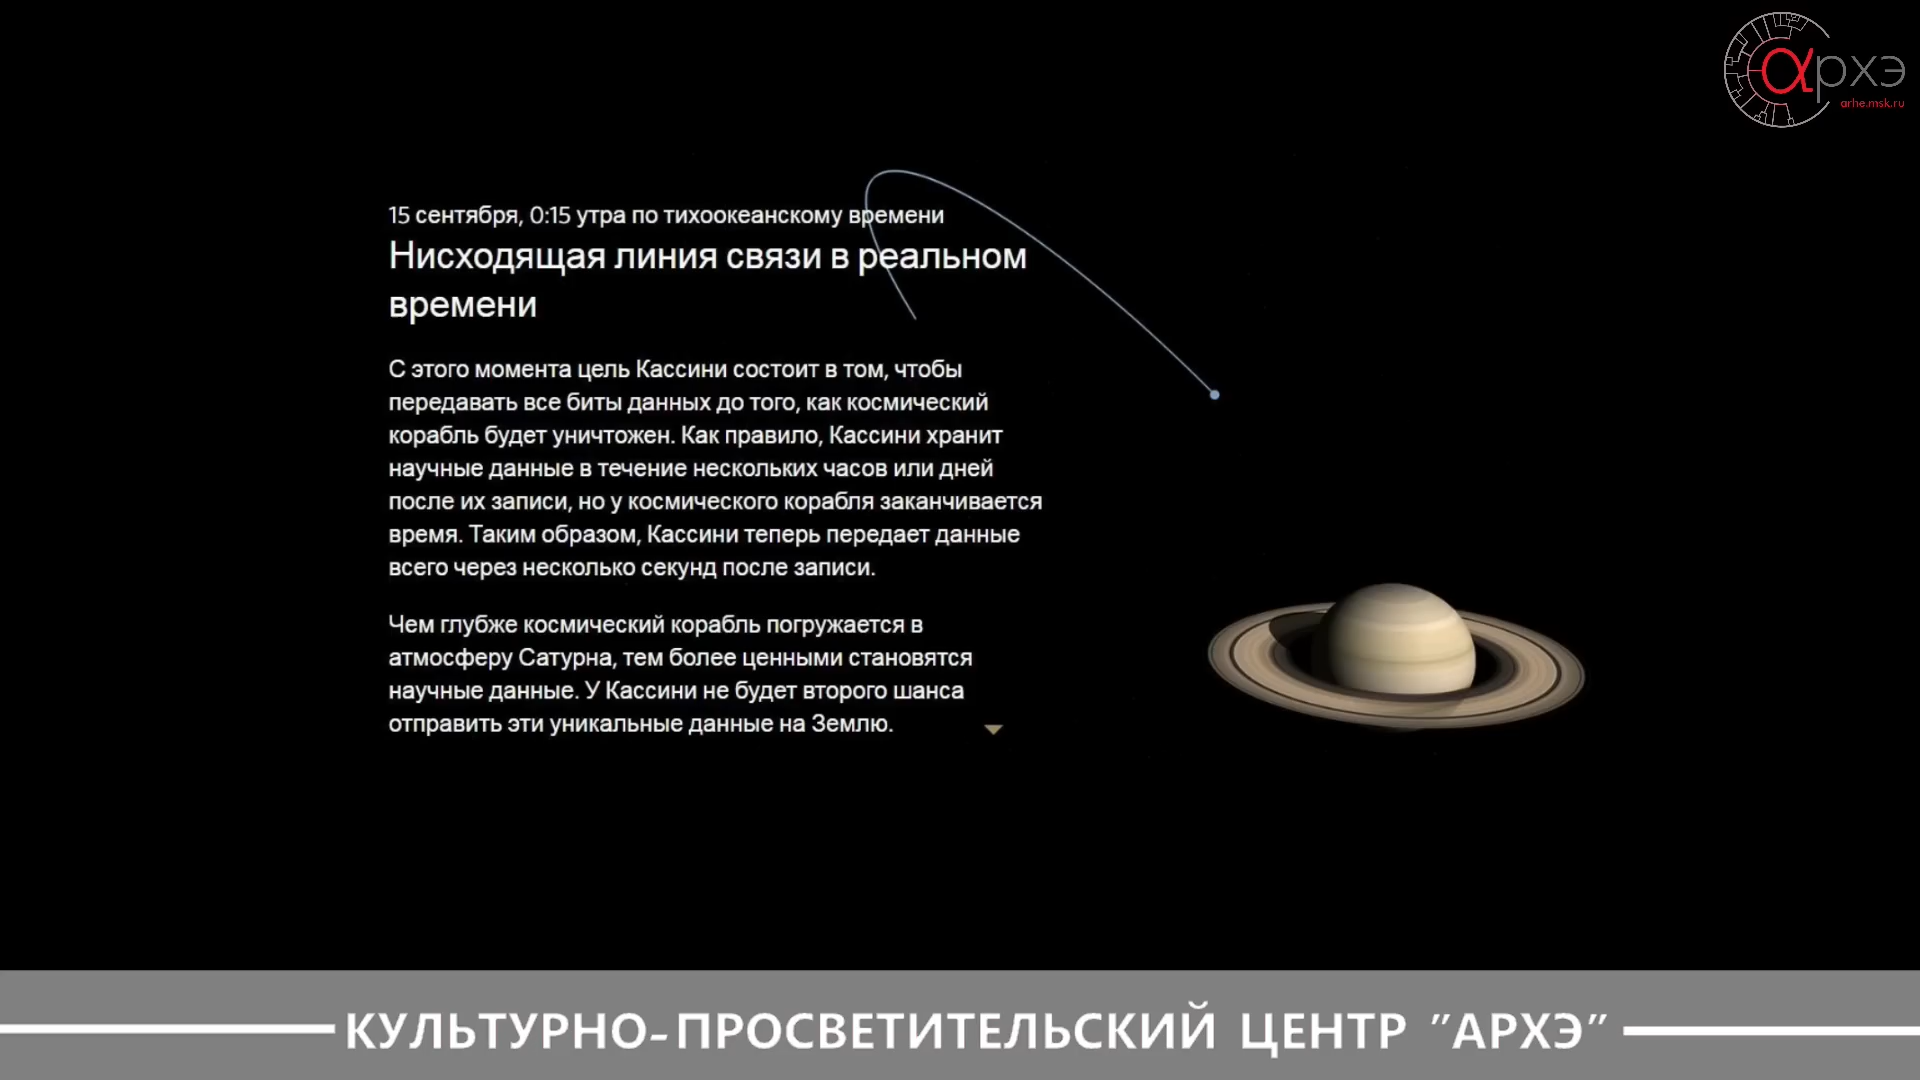 αрхэ
arhe.msk.ru
15 сентября, 0:15 утра по тихоокеанскому времени
Нисходящая линия связи в реальном
времени
С этого момента цель Кассини состоит в том, чтобы
передавать все биты данных до того, как космический
корабль будет уничтожен. Как правило, Кассини хранит
научные данные в течение нескольких часов или дней
после их записи, но у космического корабля заканчивается
время. Таким образом, Кассини теперь передает данные
всего через несколько секунд после записи.
Чем глубже космический корабль погружается в
атмосферу Сатурна, тем более ценными становятся
научные данные. У Кассини не будет второго шанса
отправить эти уникальные данные на Землю.
КУЛЬТУРНО-ПРОСВЕТИТЕЛЬСКИЙ ЦЕНТР "АРХЭ"